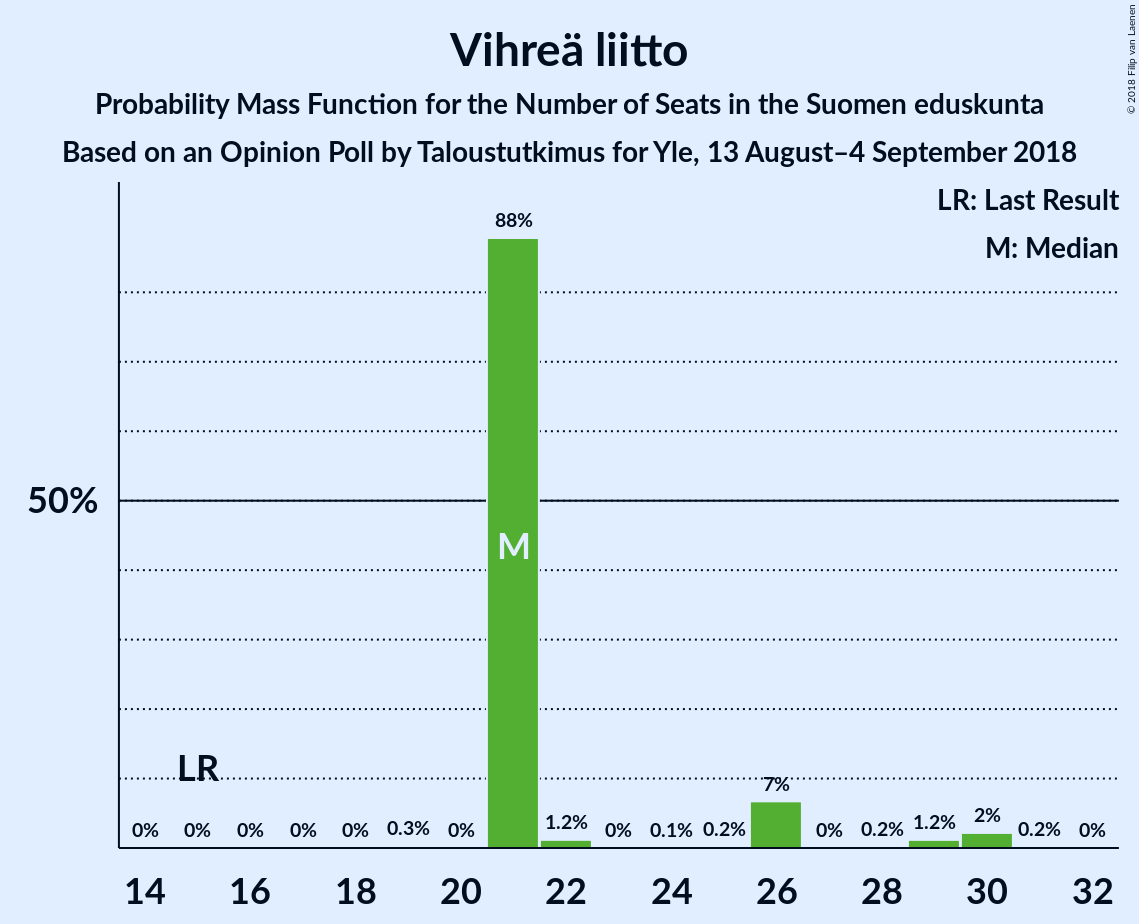 Vihreä liitto
Probability Mass Function for the Number of Seats in the Suomen eduskunta
Based on an Opinion Poll by Taloustutkimus for Yle, 13 August–4 September 2018
© 2018 Filip van Laenen
LR: Last Result
M: Median
88%
50%
M
LR
7%
0% 0% 0% 0% 0% 0.3% 0% 1.2% 0% 0.1% 0.2% 0% 0.2% 1.2% 2% 0.2% 0%
14 16 18 20 22 24 26 28 30 32